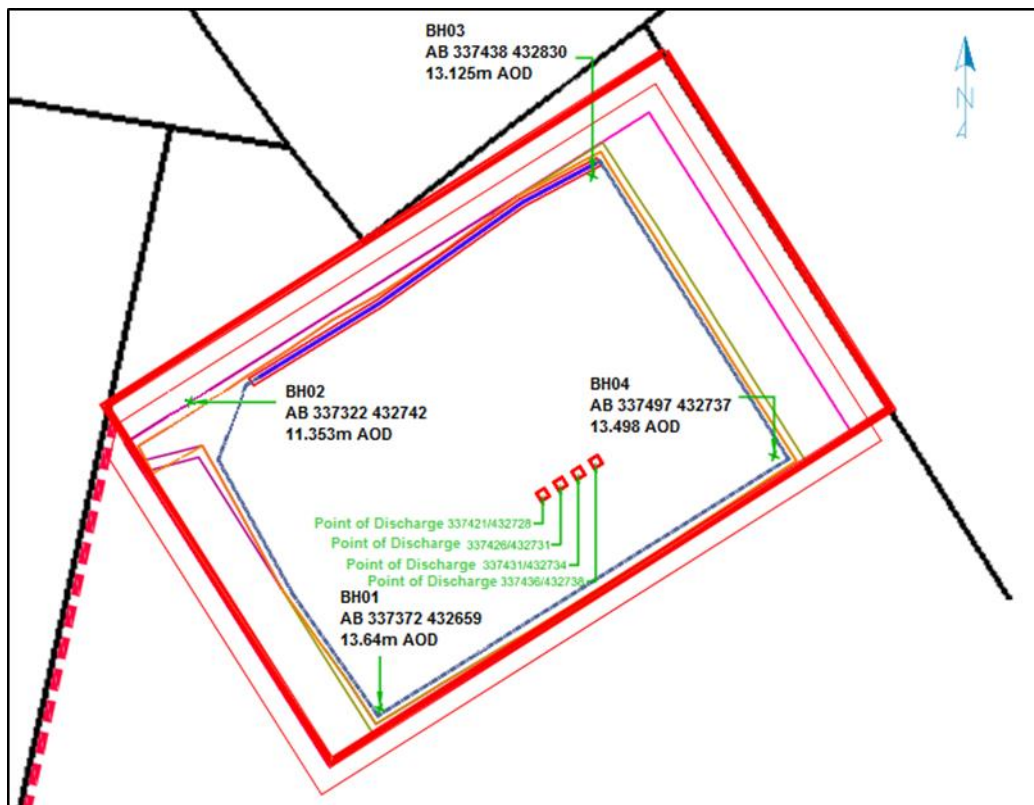 BH03
AB 337438 432830
13.125m AOD
N
BH02
AB 337322 432742
11.353m AOD
BH04
AB 337497 432737
13.498 AOD
Point of Discharge 337421/432728
Point of Discharge 337426/432731
Point of Discharge 337431/432734
Point of Discharge 337436/432738
BH01
AB 337372 432659
13.64m AOD